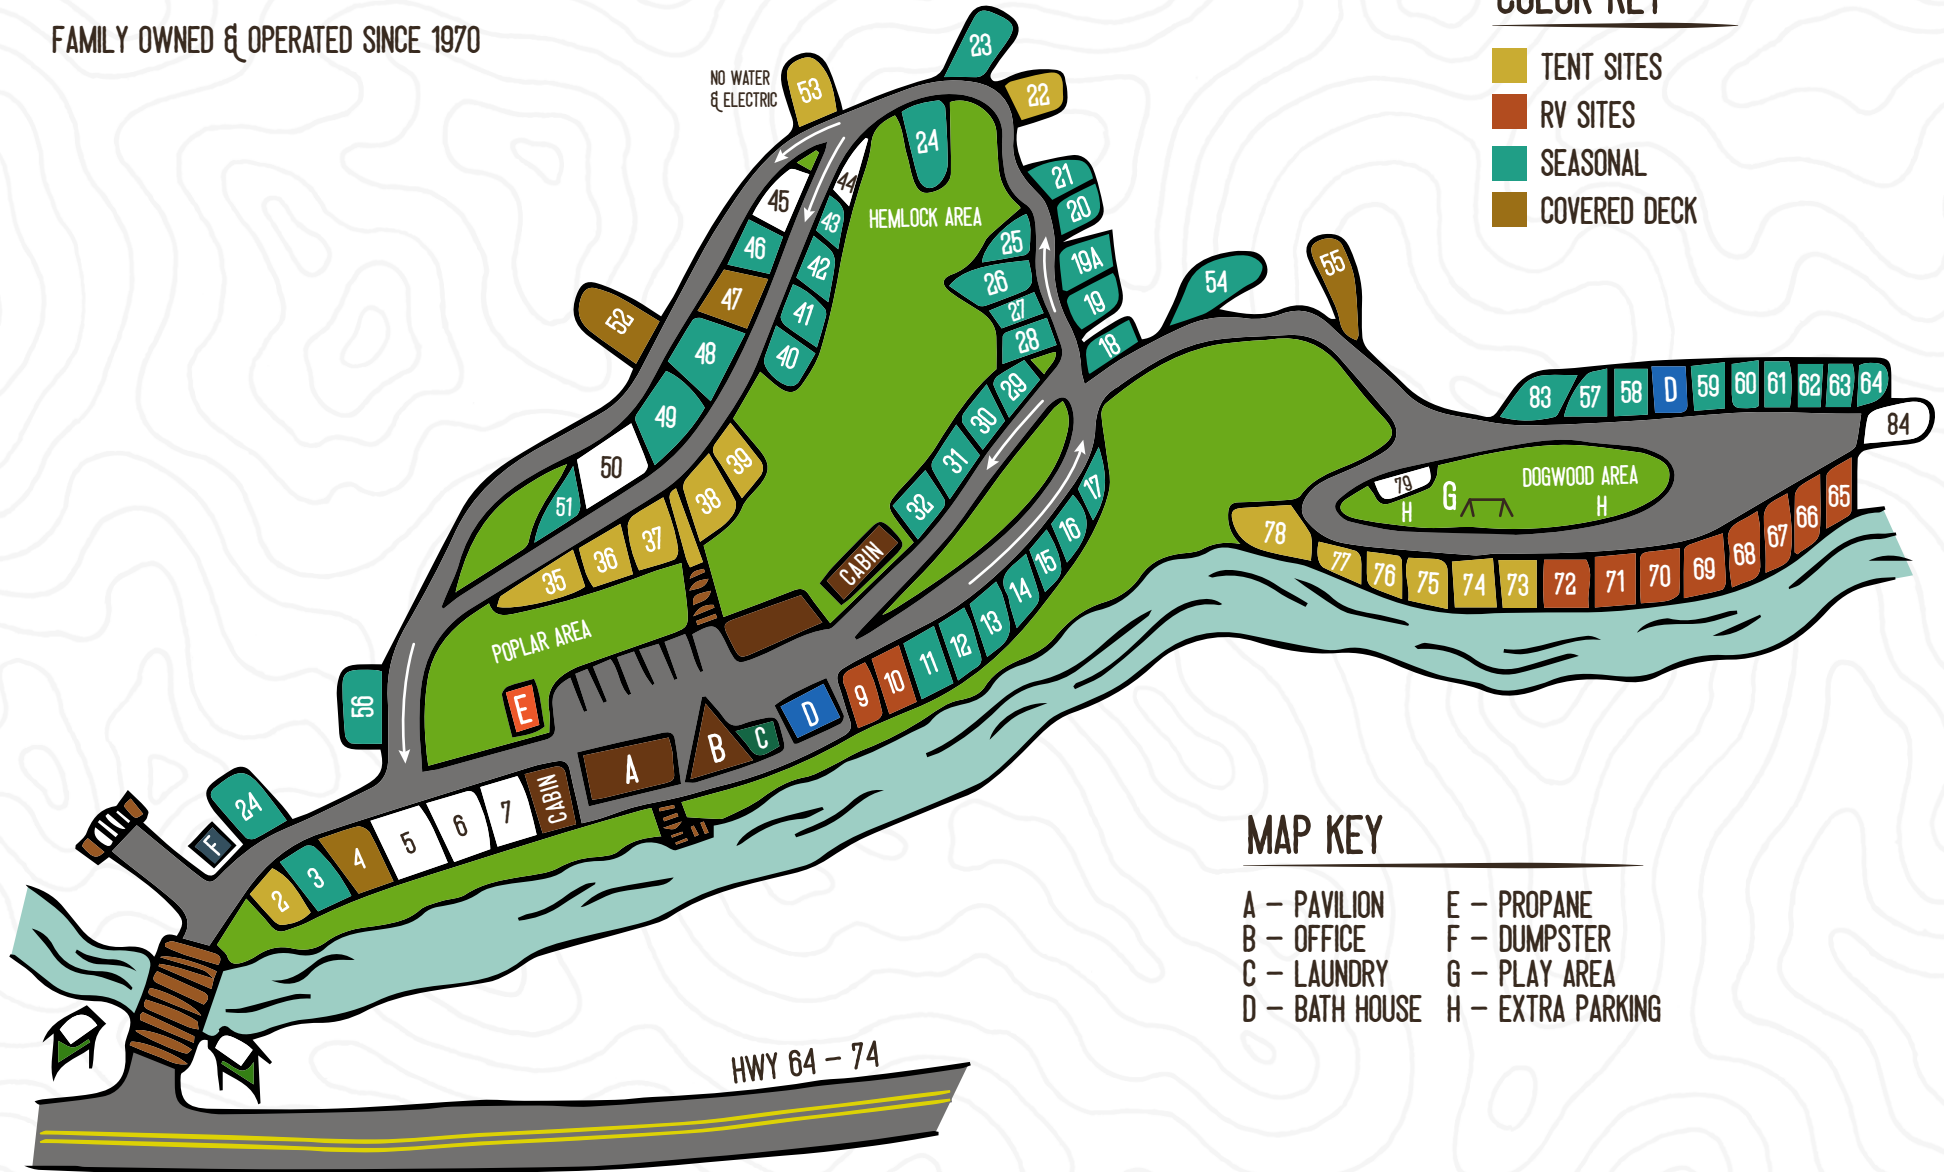 FAMILY OWNED & OPERATED SINCE 1970
COLOR KEY
TENT SITES
RV SITES
SEASONAL
COVERED DECK
NO WATER
& ELECTRIC
53
23
22
24
21
20
19A
19
18
25
26
27
28
29
30
31
32
HEMLOCK AREA
45
44
43
46
42
47
41
48
40
52
49
50
51
39
38
37
36
35
54
55
83
57
58
D
59
60
61
62
63
64
84
79
G
DOGWOOD AREA
H
H
65
66
67
68
69
70
71
72
73
74
75
76
77
78
17
16
15
14
13
12
11
10
9
CABIN
POPLAR AREA
E
56
D
C
B
A
CABIN
7
6
5
4
3
2
24
F
MAP KEY
A – PAVILION
B – OFFICE
C – LAUNDRY
D – BATH HOUSE
E – PROPANE
F – DUMPSTER
G – PLAY AREA
H – EXTRA PARKING
HWY 64 – 74